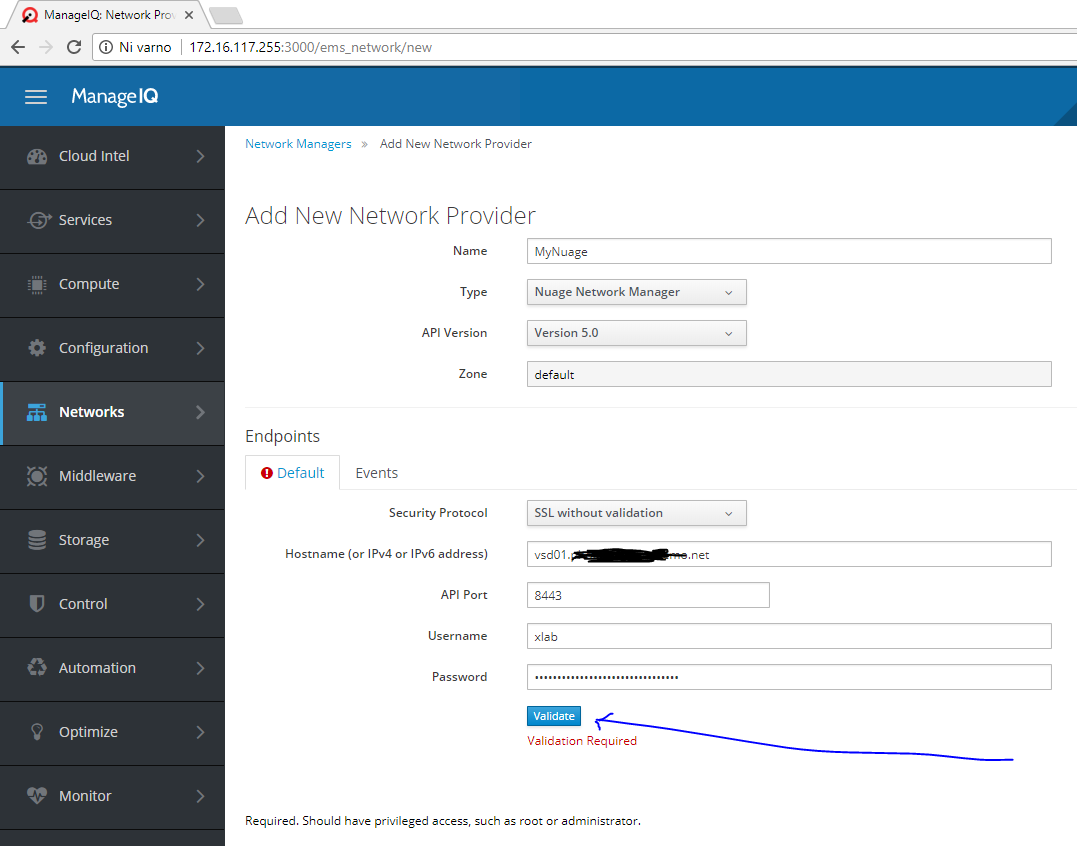 ManageIQ: Network Prov
Ni varno 172.16.117.255:3000/ems_network/new
ManageIQ
Network Managers » Add New Network Provider
Cloud Intel
Services
Compute
Configuration
Networks
Middleware
Storage
Control
Automation
Optimize
Monitor
Add New Network Provider
Name MyNuage
Type Nuage Network Manager
API Version Version 5.0
Zone default
Endpoints
Default Events
Security Protocol SSL without validation
Hostname (or IPv4 or IPv6 address) vsd01. .net
API Port 8443
Username xlab
Password ••••••••••••••••••••••••••••••••
Validate
Validation Required
Required. Should have privileged access, such as root or administrator.